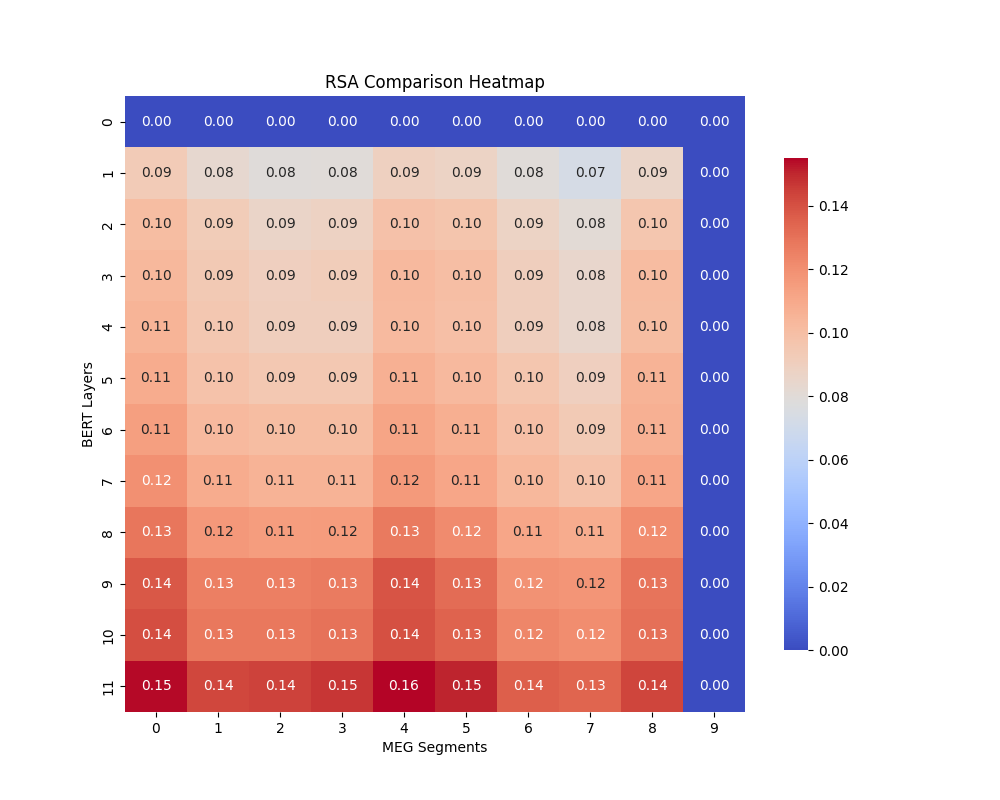 RSA Comparison Heatmap
0 0.00 0.00 0.00 0.00 0.00 0.00 0.00 0.00 0.00 0.00
1 0.09 0.08 0.08 0.08 0.09 0.09 0.08 0.07 0.09 0.00
2 0.10 0.09 0.09 0.09 0.10 0.10 0.09 0.08 0.10 0.00
3 0.10 0.09 0.09 0.09 0.10 0.10 0.09 0.08 0.10 0.00
4 0.11 0.10 0.09 0.09 0.10 0.10 0.09 0.08 0.10 0.00
5 0.11 0.10 0.09 0.09 0.11 0.10 0.10 0.09 0.11 0.00
6 0.11 0.10 0.10 0.10 0.11 0.11 0.10 0.09 0.11 0.00
7 0.12 0.11 0.11 0.11 0.12 0.11 0.10 0.10 0.11 0.00
8 0.13 0.12 0.11 0.12 0.13 0.12 0.11 0.11 0.12 0.00
9 0.14 0.13 0.13 0.13 0.14 0.13 0.12 0.12 0.13 0.00
10 0.14 0.13 0.13 0.13 0.14 0.13 0.12 0.12 0.13 0.00
11 0.15 0.14 0.14 0.15 0.16 0.15 0.14 0.13 0.14 0.00
0 1 2 3 4 5 6 7 8 9
MEG Segments
BERT Layers
0.14
0.12
0.10
0.08
0.06
0.04
0.02
0.00